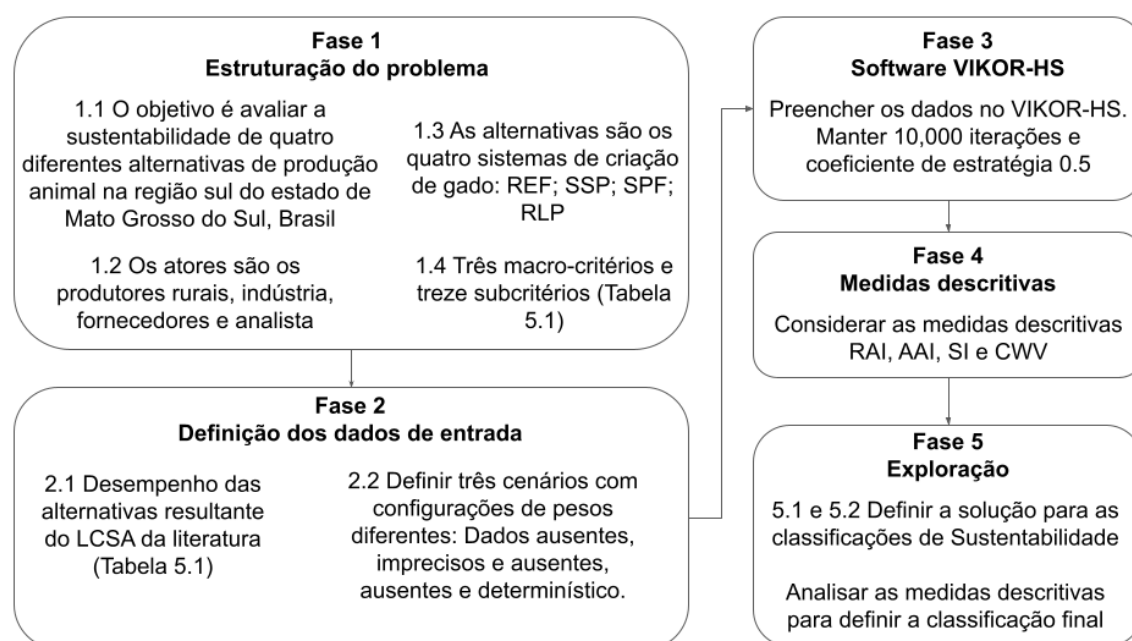 Fase 1
Estruturação do problema
1.1 O objetivo é avaliar a
sustentabilidade de quatro
diferentes alternativas de produção
animal na região sul do estado de
Mato Grosso do Sul, Brasil
1.2 Os atores são os
produtores rurais, indústria,
fornecedores e analista
1.3 As alternativas são os
quatro sistemas de criação
de gado: REF; SSP; SPF;
RLP
1.4 Três macro-critérios e
treze subcritérios (Tabela
5.1)
Fase 2
Definição dos dados de entrada
2.1 Desempenho das
alternativas resultante
do LCSA da literatura
(Tabela 5.1)
2.2 Definir três cenários com
configurações de pesos
diferentes: Dados ausentes,
imprecisos e ausentes,
ausentes e determinístico.
Fase 3
Software VIKOR-HS
Preencher os dados no VIKOR-HS.
Manter 10,000 iterações e
coeficiente de estratégia 0.5
Fase 4
Medidas descritivas
Considerar as medidas descritivas
RAI, AAI, SI e CWV
Fase 5
Exploração
5.1 e 5.2 Definir a solução para as
classificações de Sustentabilidade
Analisar as medidas descritivas
para definir a classificação final